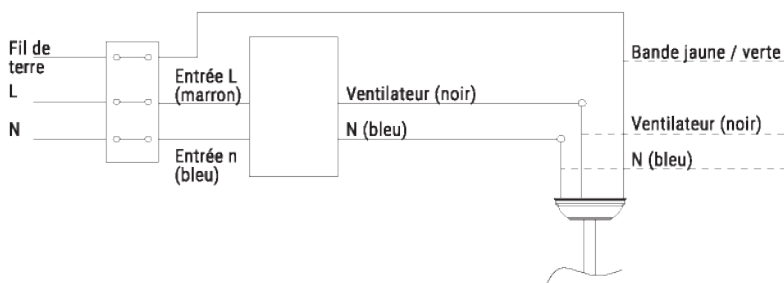 Fil de
terre
L
N
Entrée L
(marron)
Entrée n
(bleu)
Ventilateur (noir)
N (bleu)
Bande jaune / verte
Ventilateur (noir)
N (bleu)